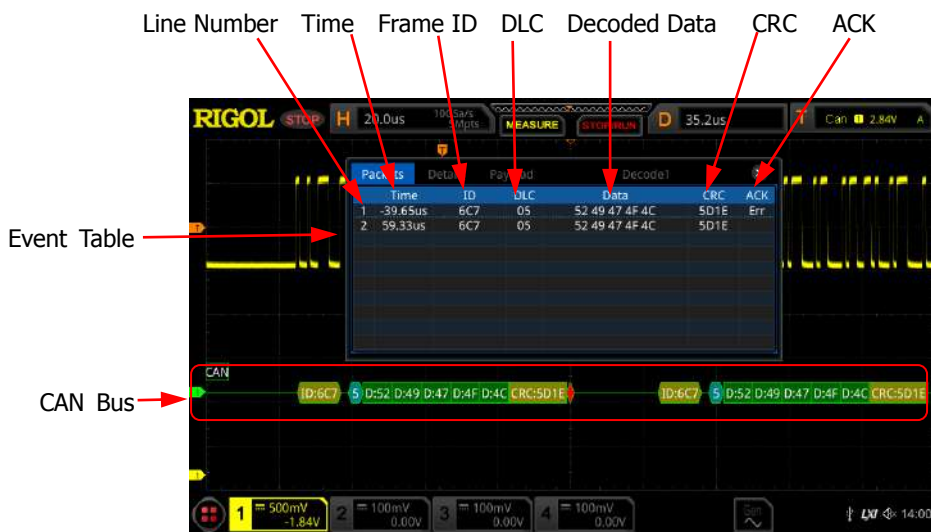 Line Number Time Frame ID DLC Decoded Data CRC ACK
RIGOL STOP H 20.0us 10GSa/s 5Mpts MEASURE STOP/RUN D 35.2us T Can 1 2.84V A
T
Packets Details Payload Decode1
Time ID DLC Data CRC ACK
1 -39.65us 6C7 05 52 49 47 4F 4C 5D1E Err
2 59.33us 6C7 05 52 49 47 4F 4C 5D1E
Event Table
CAN
ID:6C7 5 D:52 D:49 D:47 D:4F D:4C CRC:5D1E ID:6C7 5 D:52 D:49 D:47 D:4F D:4C CRC:5D1E
CAN Bus
1 500mV -1.84V 2 100mV 0.00V 3 100mV 0.00V 4 100mV 0.00V Gen LXI 14:00